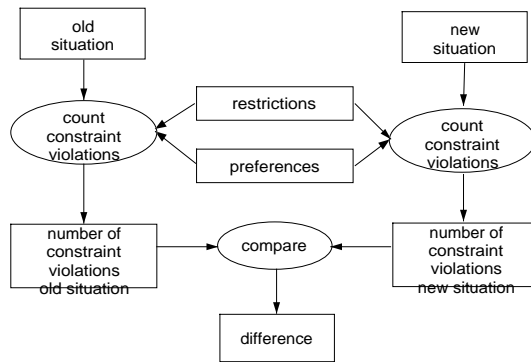 old
situation
new
situation
restrictions
count
constraint
violations
count
constraint
violations
preferences
number of
constraint
violations
old situation
compare
number of
constraint
violations
new situation
difference